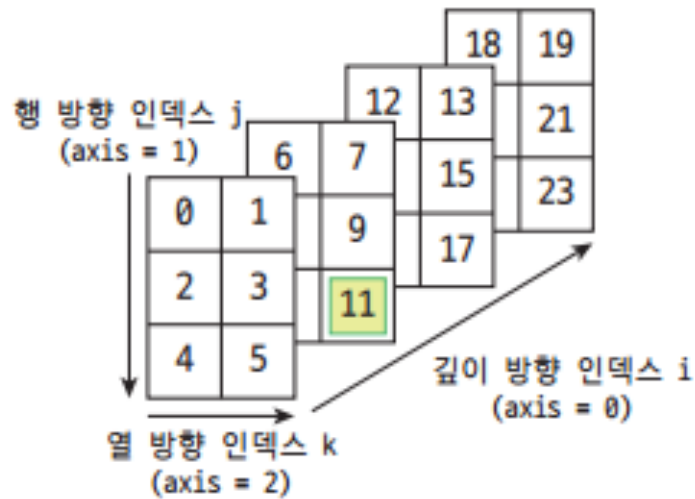 18 19
12 13
행 방향 인덱스 j
21
(axis = 1)
6 7
15
0 1
23
9
17
2 3
11
4 5
깊이 방향 인덱스 i
(axis = 0)
열 방향 인덱스 k
(axis = 2)